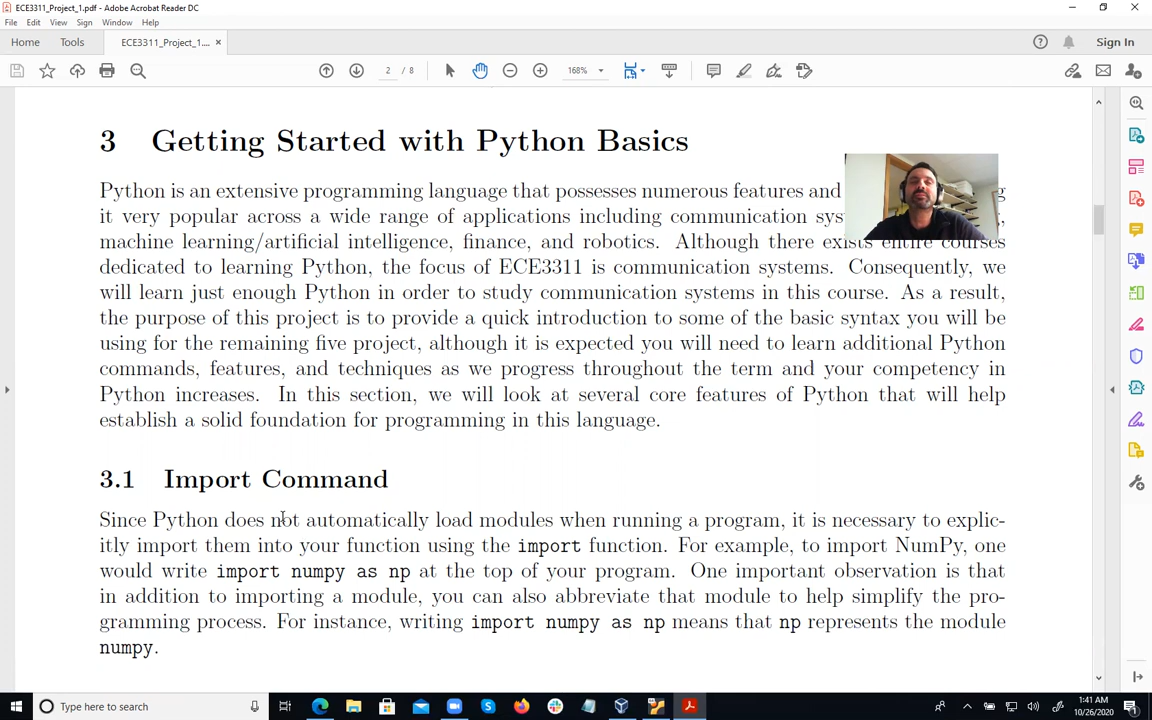 ECE3311_Project_1.pdf - Adobe Acrobat Reader DC
File Edit View Sign Window Help
Home Tools ECE3311_Project_1.... × Sign In
2 / 8 168%
3 Getting Started with Python Basics
Python is an extensive programming language that possesses numerous features and g
it very popular across a wide range of applications including communication sys
machine learning/artificial intelligence, finance, and robotics. Although there exists entire courses
dedicated to learning Python, the focus of ECE3311 is communication systems. Consequently, we
will learn just enough Python in order to study communication systems in this course. As a result,
the purpose of this project is to provide a quick introduction to some of the basic syntax you will be
using for the remaining five project, although it is expected you will need to learn additional Python
commands, features, and techniques as we progress throughout the term and your competency in
Python increases. In this section, we will look at several core features of Python that will help
establish a solid foundation for programming in this language.
3.1 Import Command
Since Python does not automatically load modules when running a program, it is necessary to explic-
itly import them into your function using the import function. For example, to import NumPy, one
would write import numpy as np at the top of your program. One important observation is that
in addition to importing a module, you can also abbreviate that module to help simplify the pro-
gramming process. For instance, writing import numpy as np means that np represents the module
numpy.
Type here to search
1:41 AM
10/26/2020